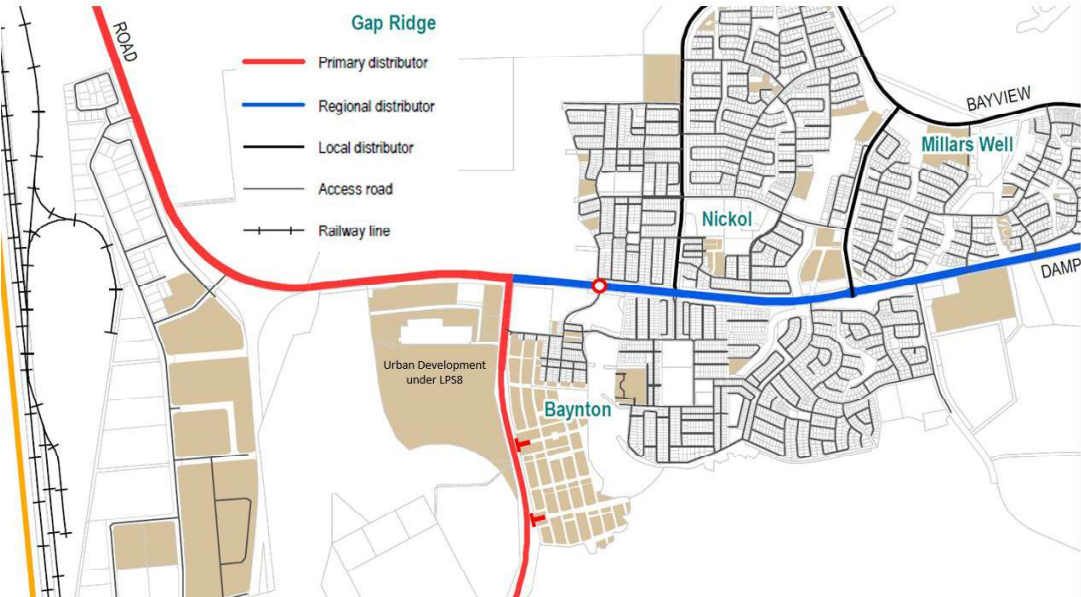 Gap Ridge
ROAD
Primary distributor
Regional distributor
Local distributor
Access road
Railway line
BAYVIEW
Millars Well
Nickol
DAMP
Urban Development
under LPS8
Baynton